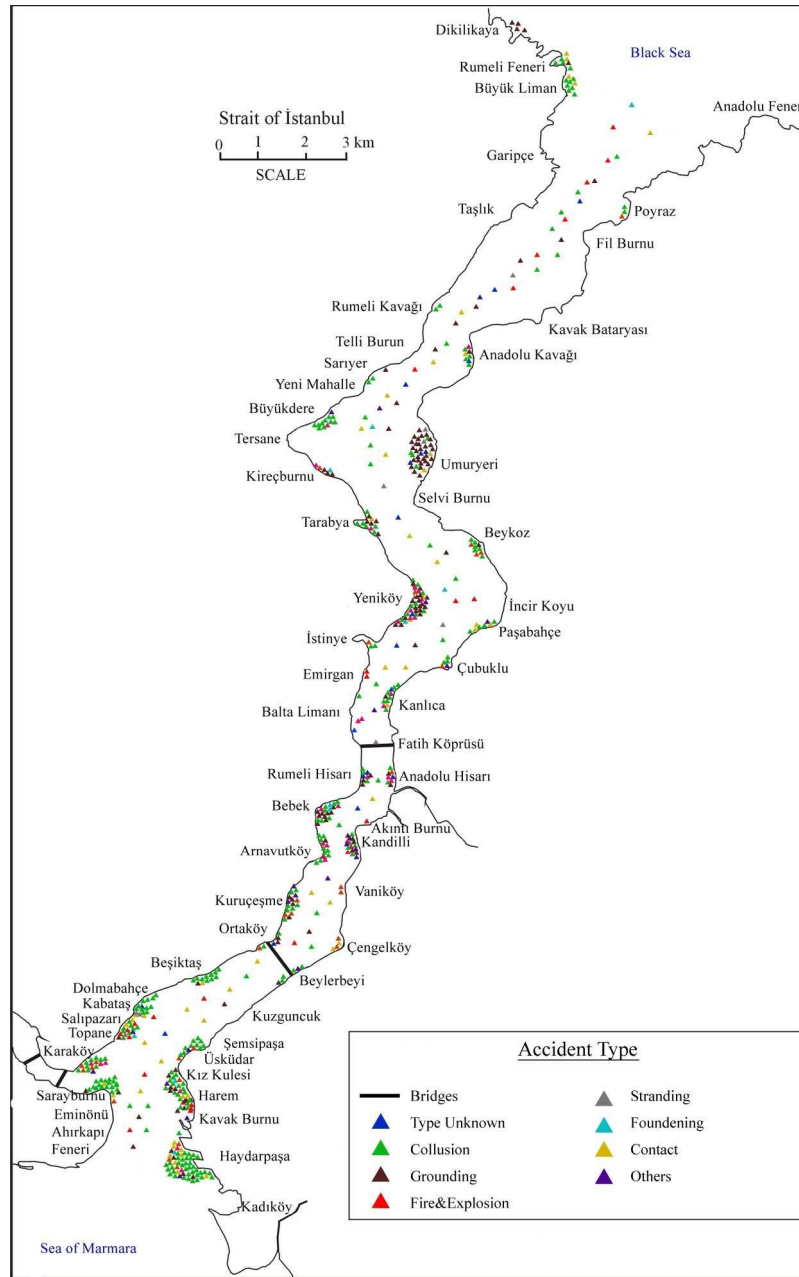 Dikilikaya
Black Sea
Rumeli Feneri
Büyük Liman
Anadolu Fener
Strait of İstanbul
0 1 2 3 km
SCALE
Garipçe
Taşlık
Poyraz
Fil Burnu
Rumeli Kavağı
Kavak Bataryası
Telli Burun
Anadolu Kavağı
Sarıyer
Yeni Mahalle
Büyükdere
Tersane
Umuryeri
Kireçburnu
Selvi Burnu
Tarabya
Beykoz
Yeniköy
İncir Koyu
Paşabahçe
İstinye
Çubuklu
Emirgan
Kanlıca
Balta Limanı
Fatih Köprüsü
Rumeli Hisarı
Anadolu Hisarı
Bebek
Akıntı Burnu
Kandilli
Arnavutköy
Vaniköy
Kuruçeşme
Ortaköy
Çengelköy
Beşiktaş
Beylerbeyi
Dolmabahçe
Kabataş
Salıpazarı
Kuzguncuk
Topane
Şemsipaşa
Karaköy
Üsküdar
Kız Kulesi
Sarayburnu
Harem
Eminönü
Kavak Burnu
Ahırkapı
Feneri
Haydarpaşa
Kadıköy
Sea of Marmara
Accident Type
Bridges
Type Unknown
Collusion
Grounding
Fire&Explosion
Stranding
Foundening
Contact
Others